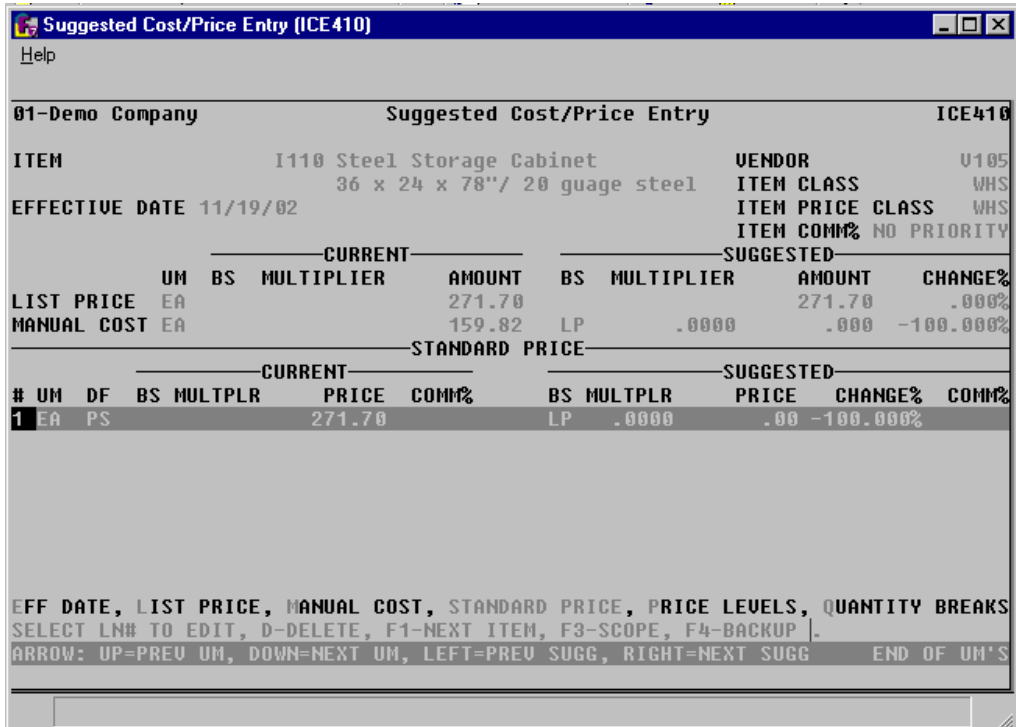 Suggested Cost/Price Entry (ICE410)
Help
01-Demo Company Suggested Cost/Price Entry ICE410
ITEM I110 Steel Storage Cabinet VENDOR V105
36 x 24 x 78"/ 20 guage steel ITEM CLASS WHS
EFFECTIVE DATE 11/19/02 ITEM PRICE CLASS WHS
ITEM COMM% NO PRIORITY
CURRENT SUGGESTED
UM BS MULTIPLIER AMOUNT BS MULTIPLIER AMOUNT CHANGE%
LIST PRICE EA 271.70 271.70 .000%
MANUAL COST EA 159.82 LP .0000 .000 -100.000%
STANDARD PRICE
CURRENT SUGGESTED
# UM DF BS MULTPLR PRICE COMM% BS MULTPLR PRICE CHANGE% COMM%
1 EA PS 271.70 LP .0000 .00 -100.000%
EFF DATE, LIST PRICE, MANUAL COST, STANDARD PRICE, PRICE LEVELS, QUANTITY BREAKS
SELECT LN# TO EDIT, D-DELETE, F1-NEXT ITEM, F3-SCOPE, F4-BACKUP .
ARROW: UP=PREV UM, DOWN=NEXT UM, LEFT=PREV SUGG, RIGHT=NEXT SUGG END OF UM'S